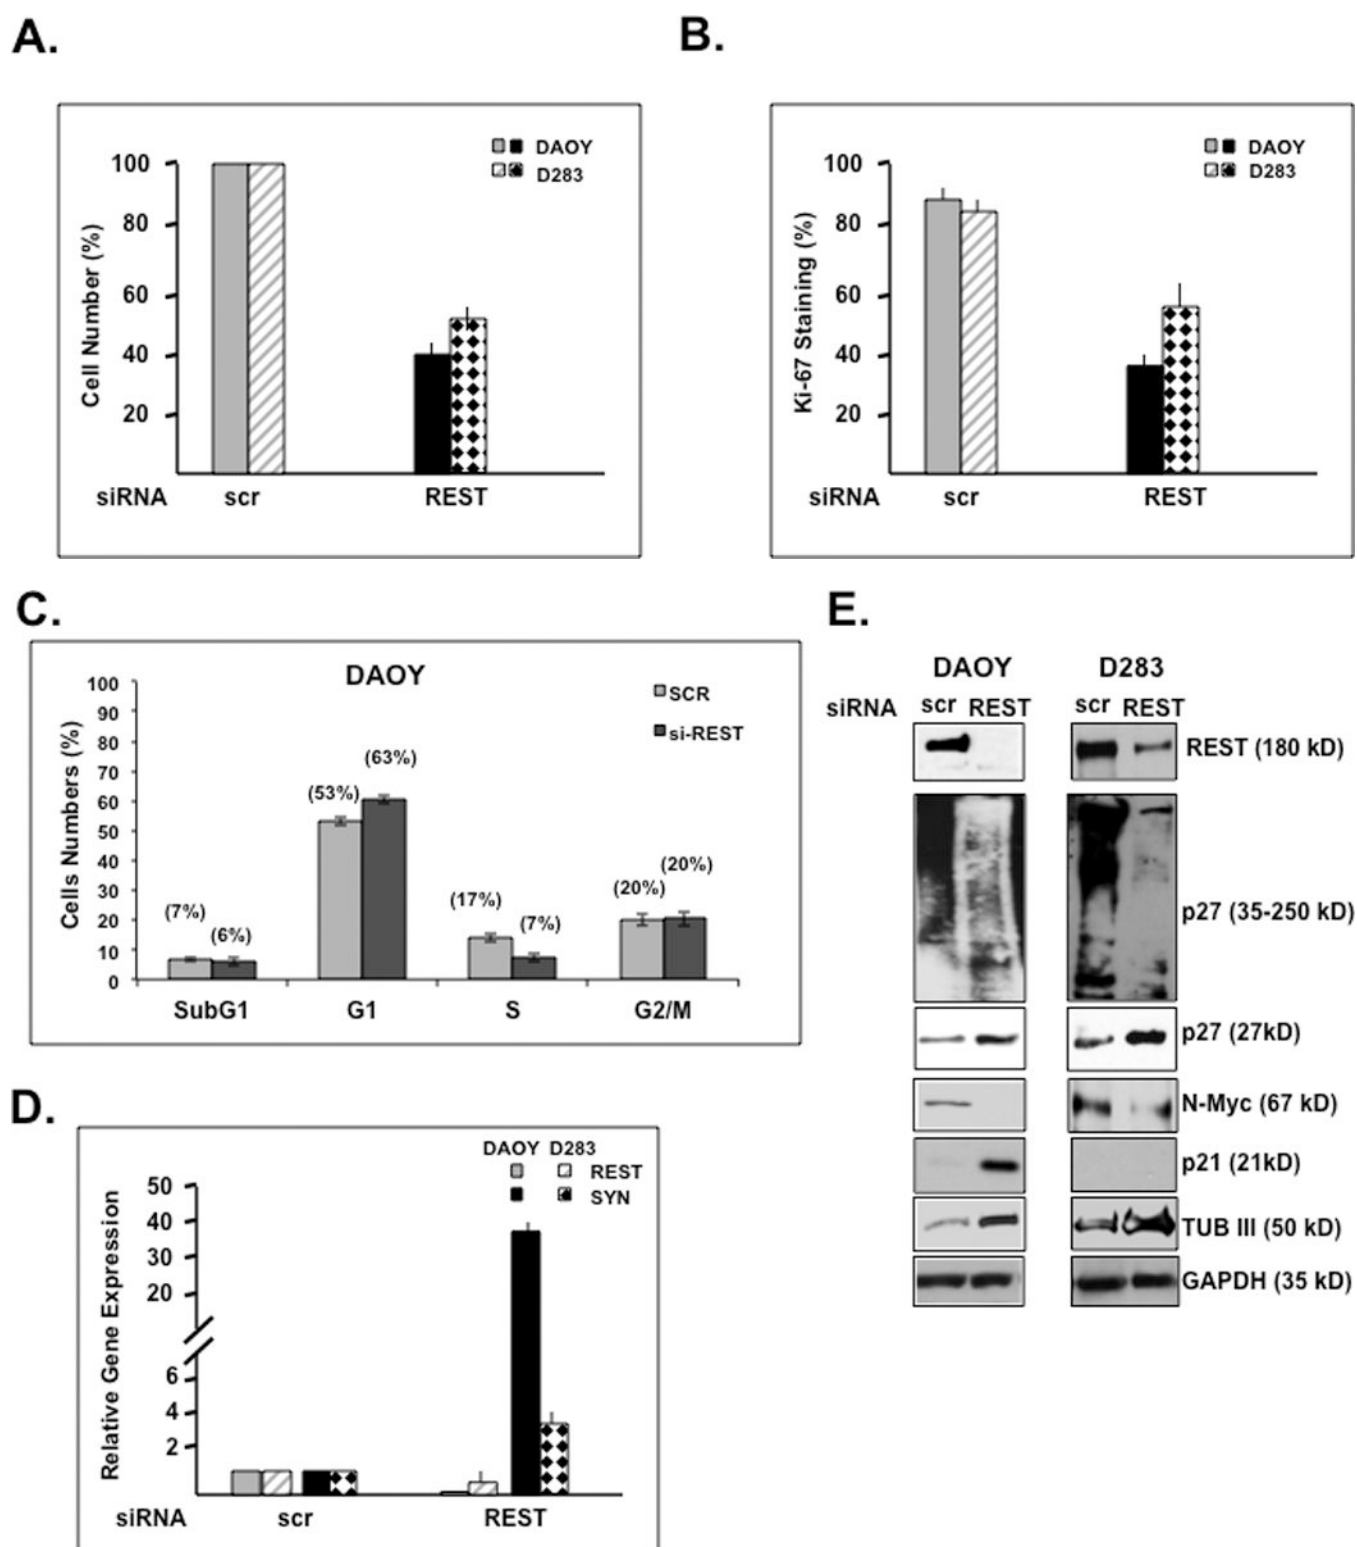 A.
DAOY
D283
100
80
60
40
20
Cell Number (%)
siRNA scr REST
B.
DAOY
D283
100
80
60
40
20
Ki-67 Staining (%)
siRNA scr REST
C.
DAOY
SCR
si-REST
100
90
80
70
60
50
40
30
20
10
0
Cells Numbers (%)
(7%)
(6%)
(53%)
(63%)
(17%)
(7%)
(20%)
(20%)
SubG1 G1 S G2/M
D.
DAOY D283
REST
SYN
50
40
30
20
6
4
2
Relative Gene Expression
siRNA scr REST
E.
DAOY D283
siRNA scr REST scr REST
REST (180 kD)
p27 (35-250 kD)
p27 (27kD)
N-Myc (67 kD)
p21 (21kD)
TUB III (50 kD)
GAPDH (35 kD)